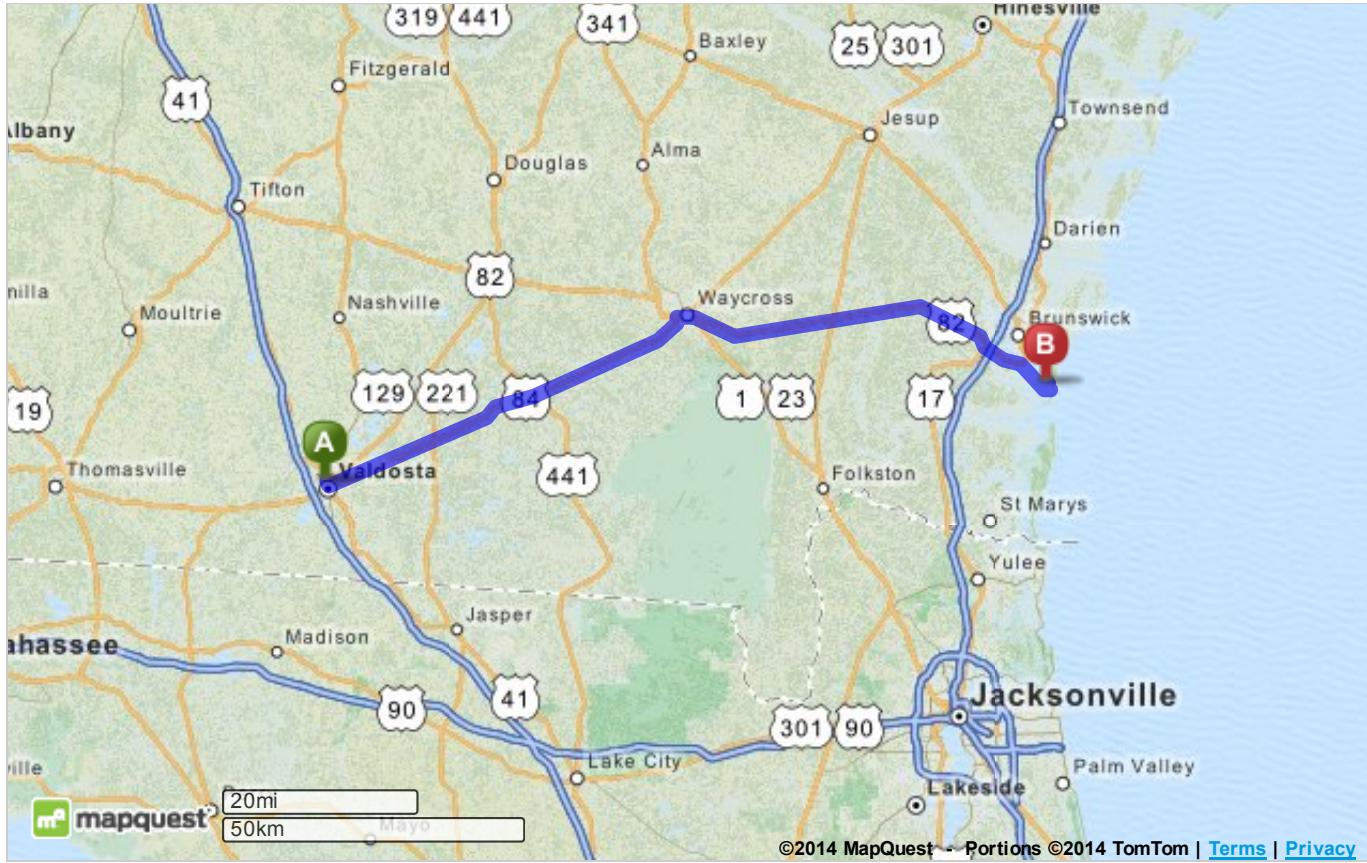 319
441
341
Hinesville
Baxley
25
301
Fitzgerald
41
Townsend
Albany
Jesup
Alma
Douglas
Tifton
Darien
82
nilla
Nashville
Waycross
Moultrie
82
Brunswick
B
129
221
84
1
23
17
19
A
Valdosta
Thomasville
441
Folkston
St Marys
Yulee
Jasper
Madison
ahassee
Jacksonville
41
90
301
90
Lake City
ville
Palm Valley
Lakeside
20mi
mapquest
50km
Mayo
©2014 MapQuest - Portions ©2014 TomTom | Terms | Privacy